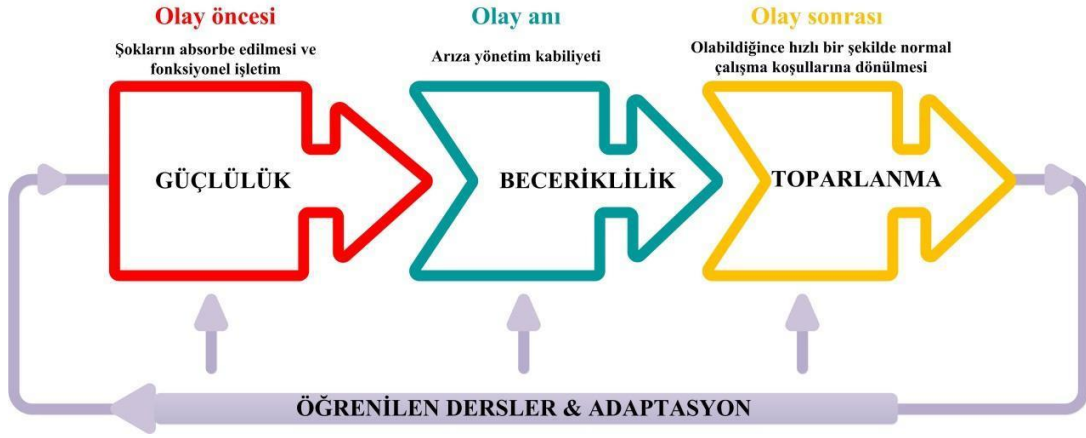 Olay öncesi
Şokların absorbe edilmesi ve
fonksiyonel işletim
GÜÇLÜLÜK
Olay anı
Arıza yönetim kabiliyeti
BECERİKLİLİK
Olay sonrası
Olabildiğince hızlı bir şekilde normal
çalışma koşullarına dönülmesi
TOPARLANMA
ÖĞRENİLEN DERSLER & ADAPTASYON